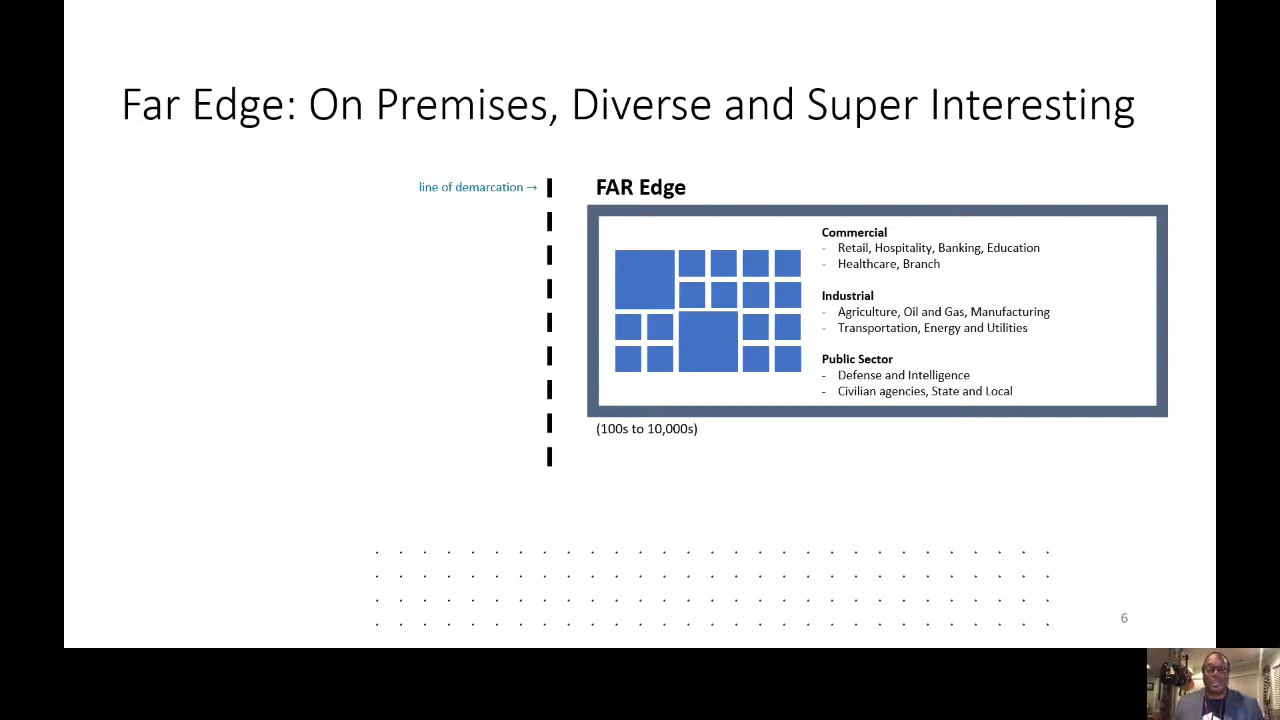 Far Edge: On Premises, Diverse and Super Interesting
line of demarcation →
FAR Edge
Commercial
- Retail, Hospitality, Banking, Education
- Healthcare, Branch
Industrial
- Agriculture, Oil and Gas, Manufacturing
- Transportation, Energy and Utilities
Public Sector
- Defense and Intelligence
- Civilian agencies, State and Local
(100s to 10,000s)
6